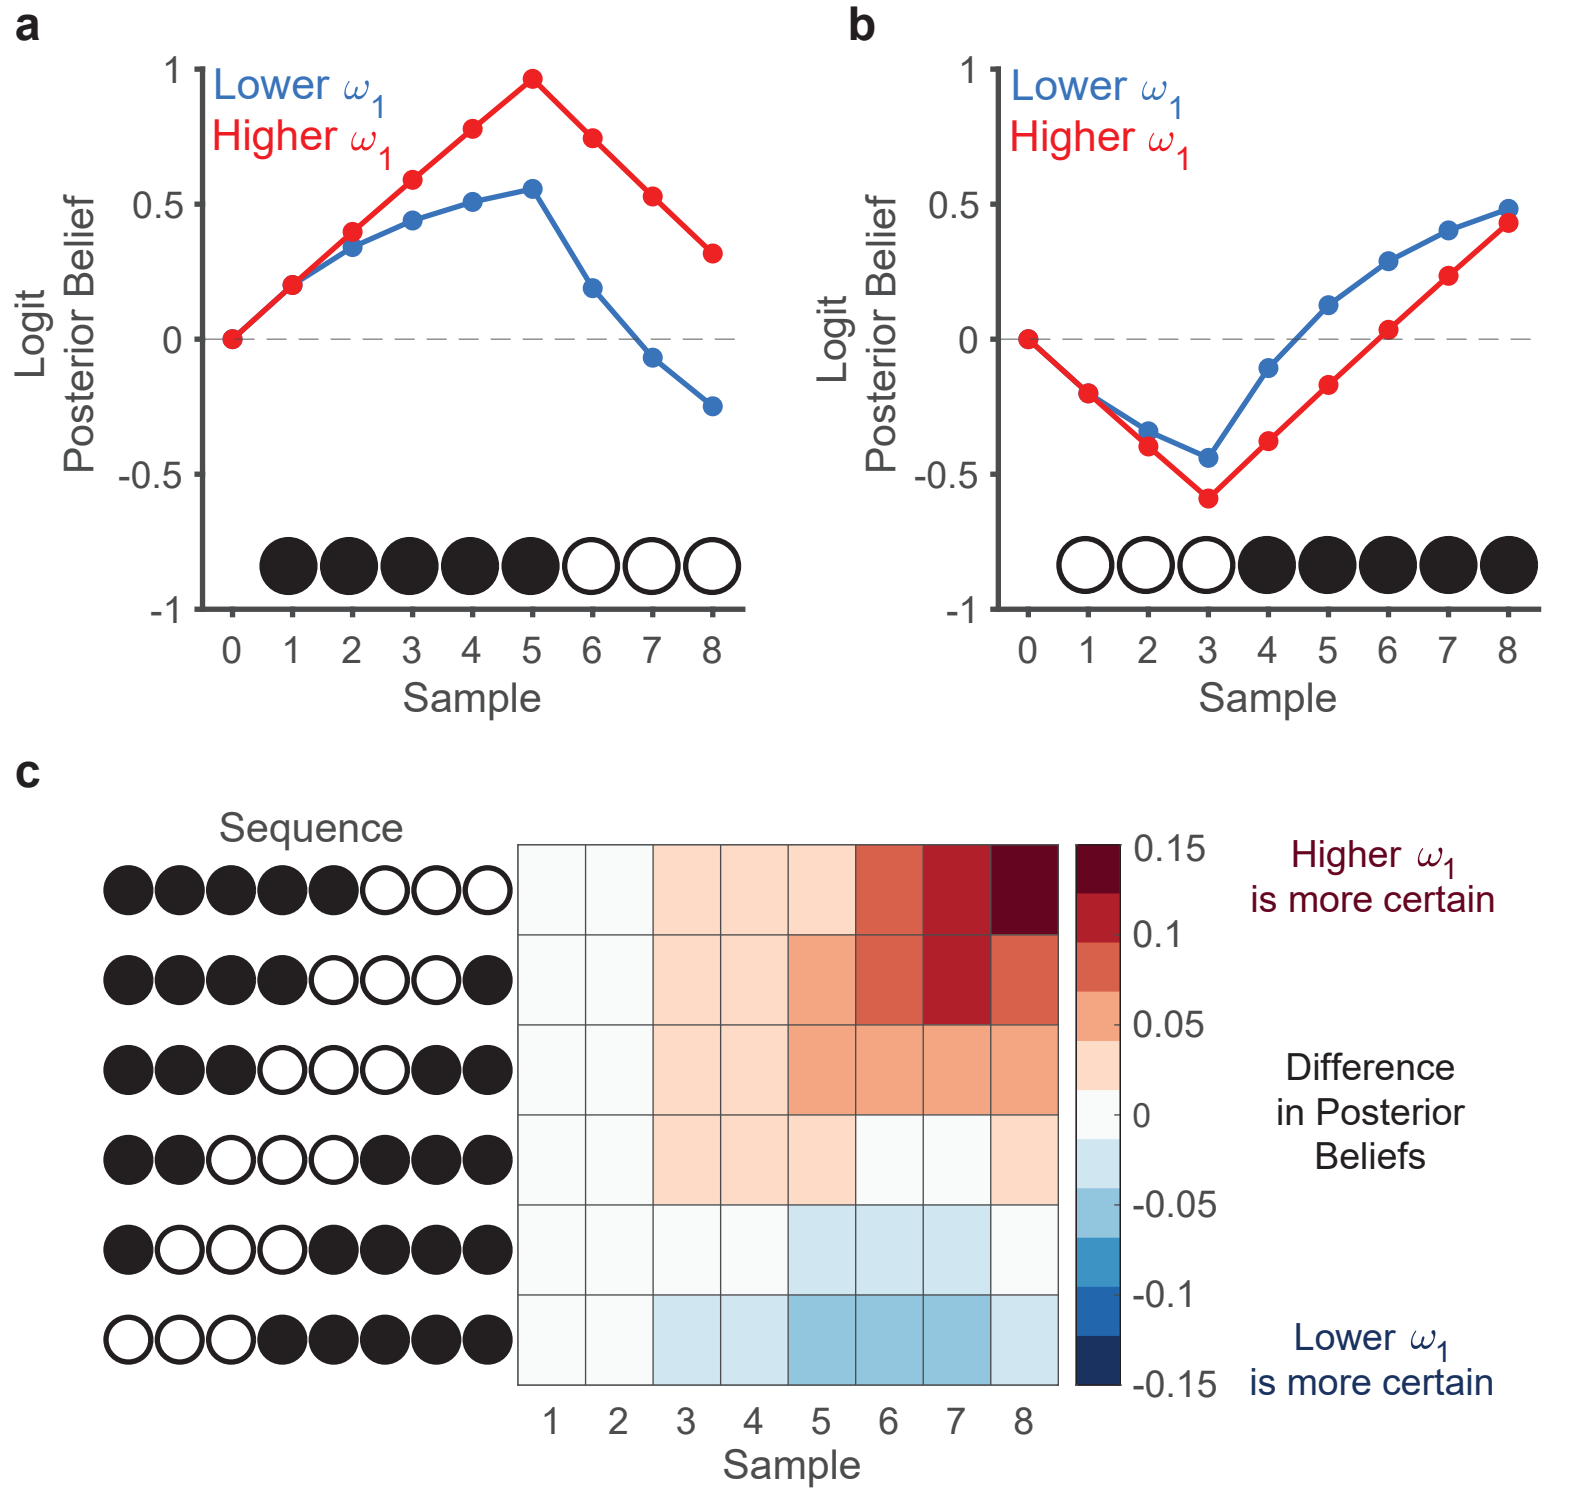 a
Lower ω1
Higher ω1
1
0.5
0
-0.5
-1
Logit
Posterior Belief
0 1 2 3 4 5 6 7 8
Sample
b
Lower ω1
Higher ω1
1
0.5
0
-0.5
-1
Logit
Posterior Belief
0 1 2 3 4 5 6 7 8
Sample
c
Sequence
1 2 3 4 5 6 7 8
Sample
0.15
0.1
0.05
0
-0.05
-0.1
-0.15
Higher ω1
is more certain
Difference
in Posterior
Beliefs
Lower ω1
is more certain